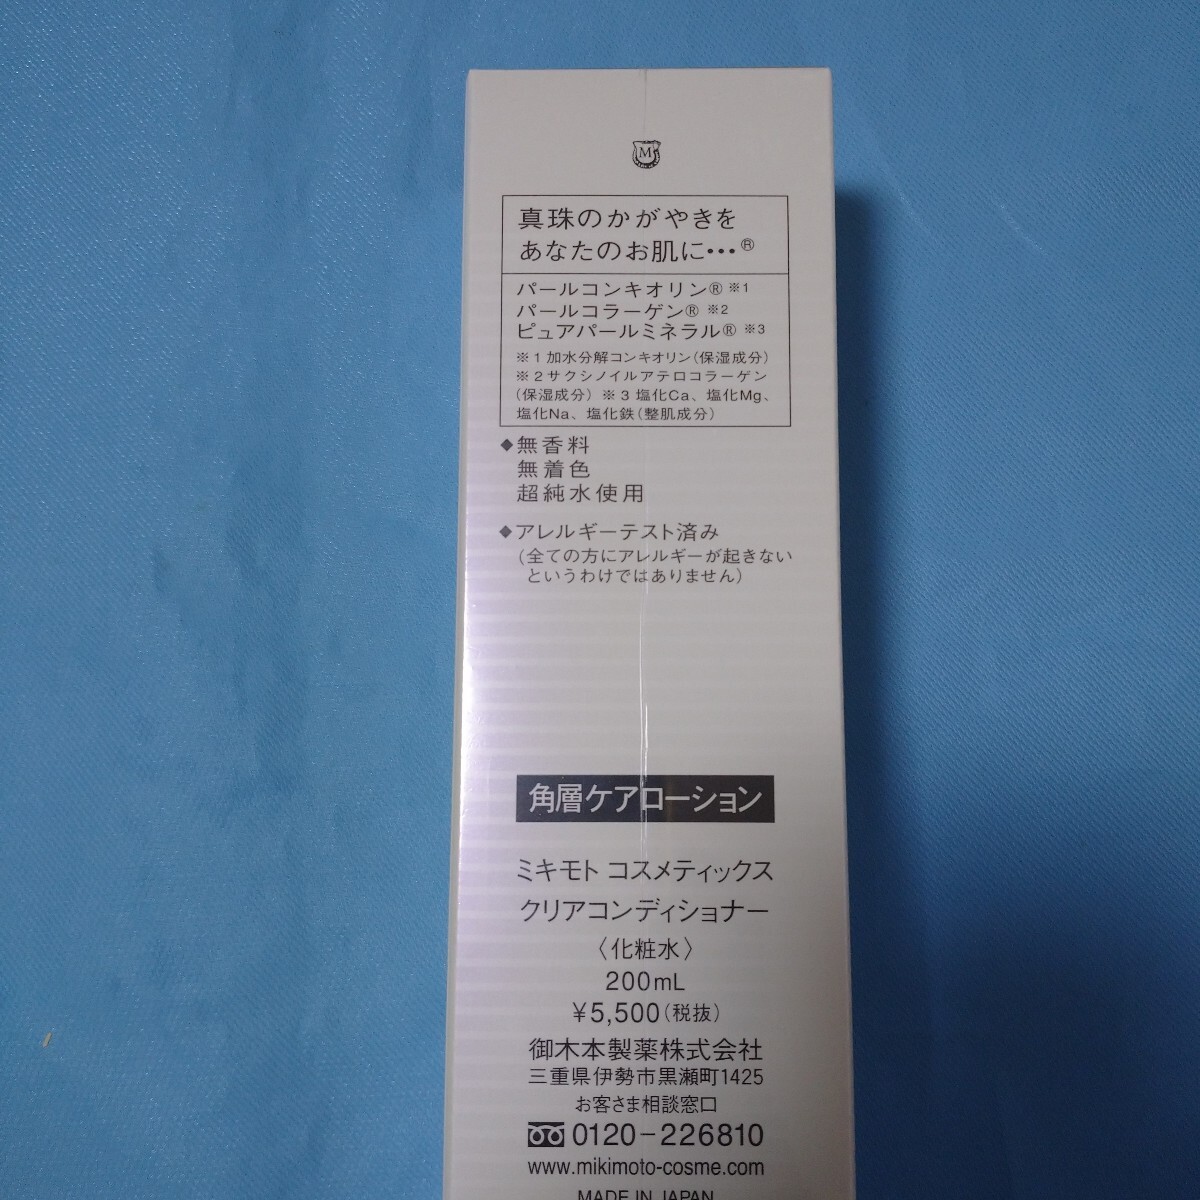 M
真珠のかがやきを
あなたのお肌に…®
パールコンキオリン® ※1
パールコラーゲン® ※2
ピュアパールミネラル® ※3
※1加水分解コンキオリン(保湿成分)
※2サクシノイルアテロコラーゲン
(保湿成分) ※3塩化Ca、塩化Mg、
塩化Na、塩化鉄(整肌成分)
◆無香料
無着色
超純水使用
◆アレルギーテスト済み
(全ての方にアレルギーが起きない
というわけではありません)
角層ケアローション
ミキモト コスメティックス
クリアコンディショナー
〈化粧水〉
200mL
¥5,500(税抜)
御木本製薬株式会社
三重県伊勢市黒瀬町1425
お客さま相談窓口
0120-226810
www.mikimoto-cosme.com
MADE IN JAPAN